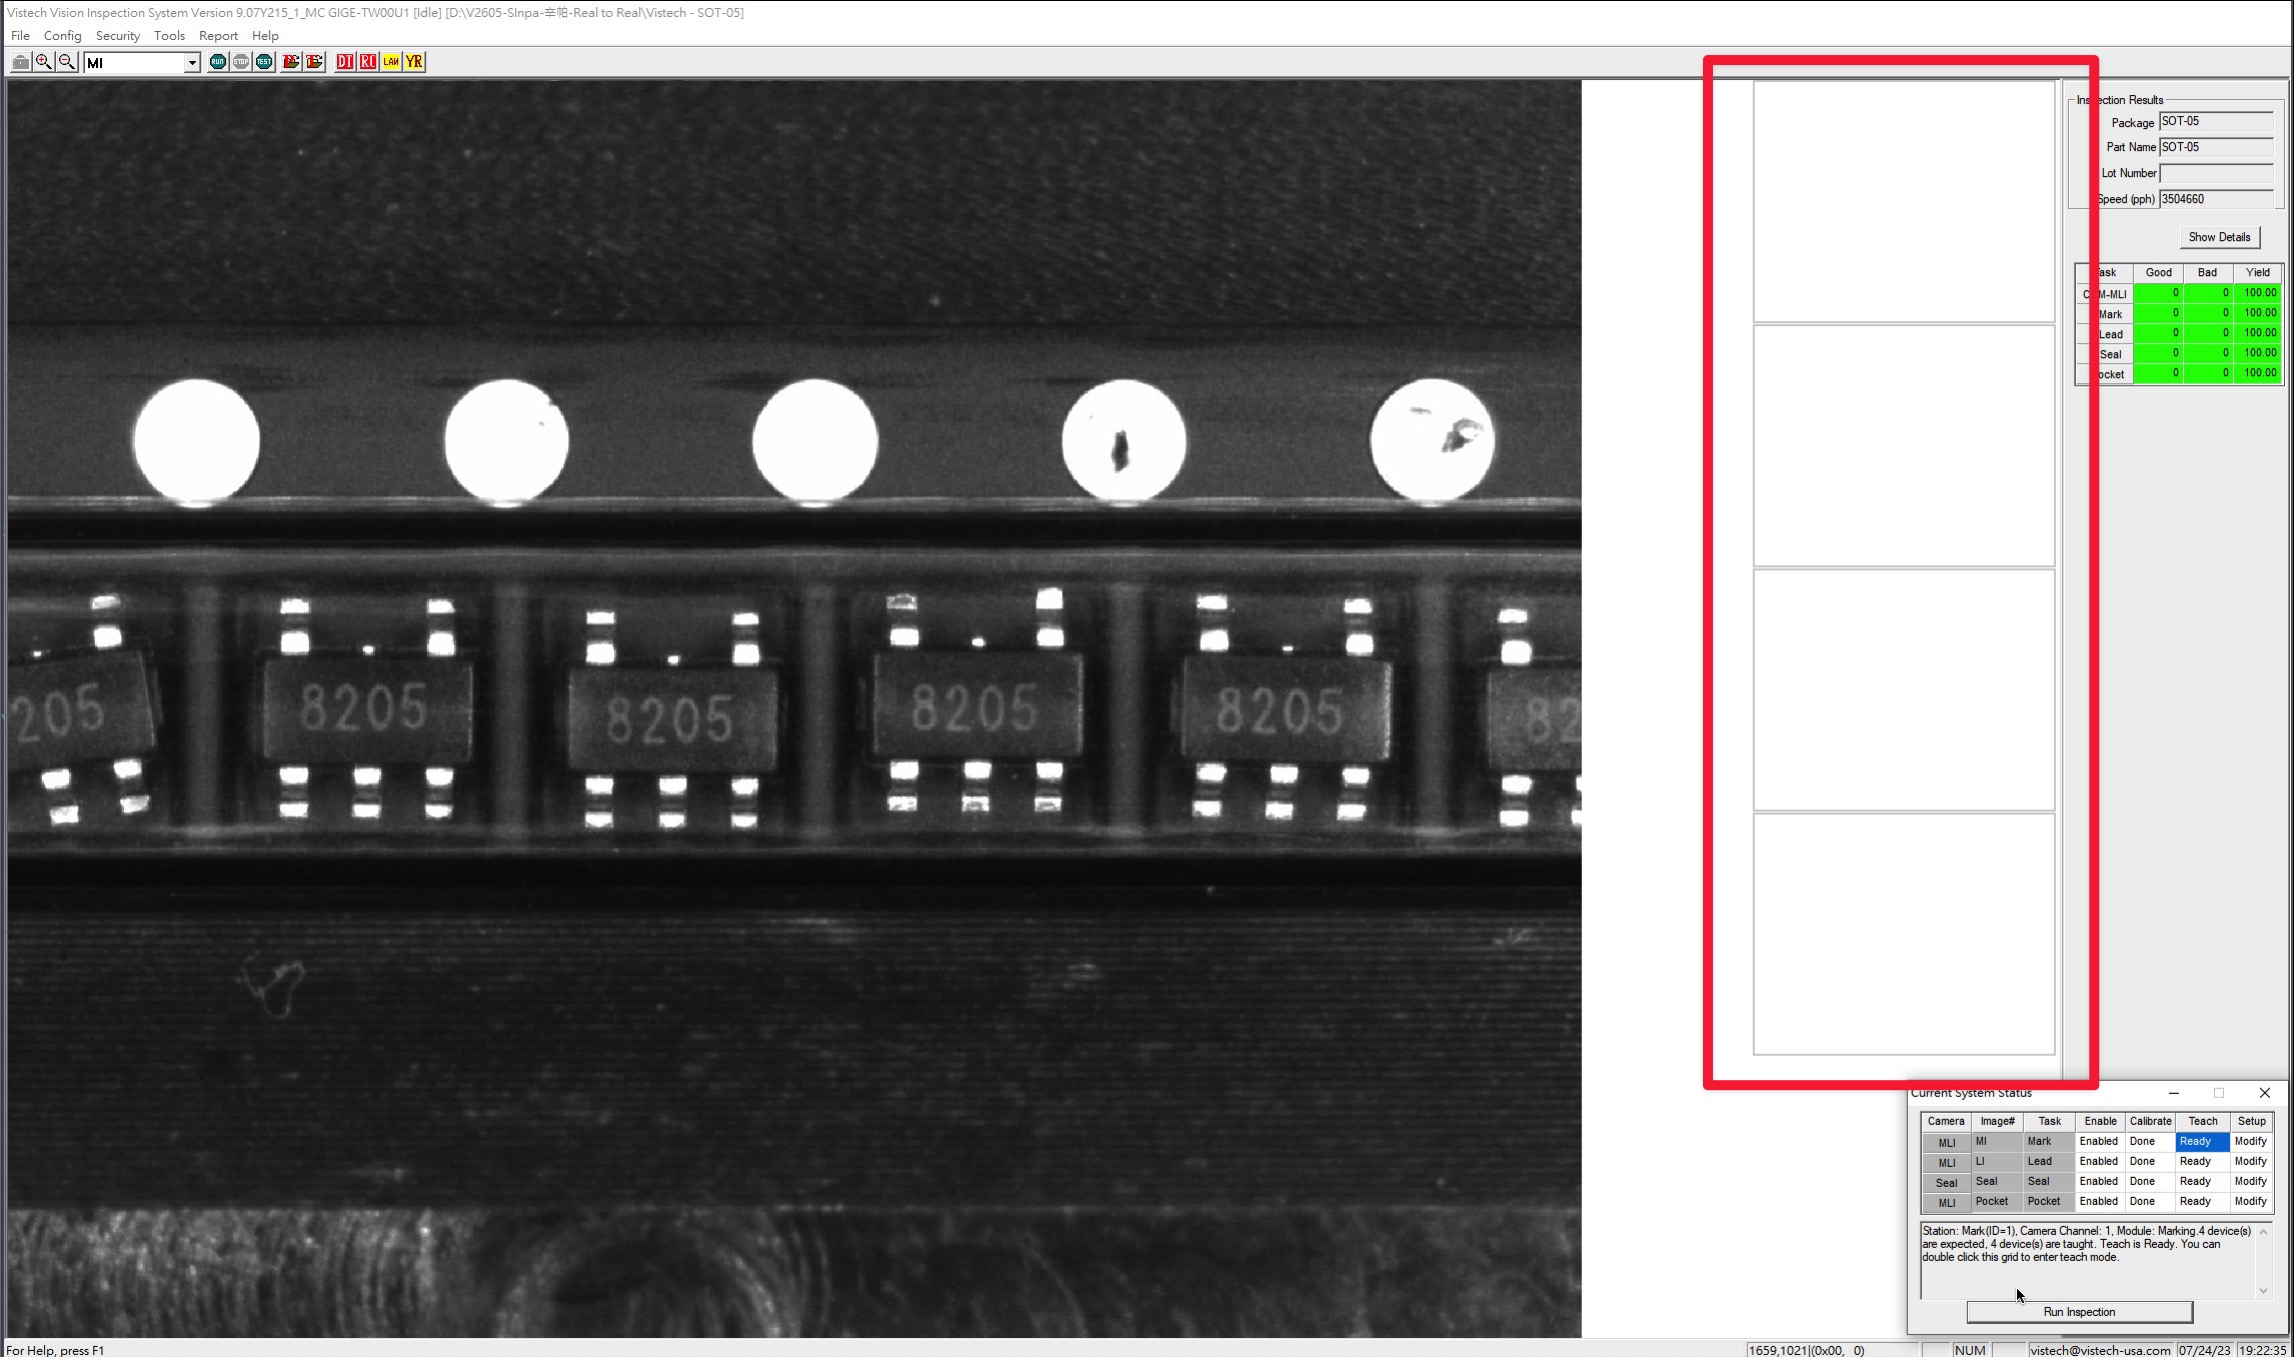 Vistech Vision Inspection System Version 9.07Y215_1_MC GIGE-TW00U1 [Idle] [D:\V2605-SInpa-辛帕-Real to Real\Vistech - SOT-05]
File Config Security Tools Report Help
MI RUN STOP TEST DI RC LAW YR
Inspection Results
Package SOT-05
Part Name SOT-05
Lot Number
Speed (pph) 3504660
Show Details
ask Good Bad Yield
M-MLI 0 0 100.00
Mark 0 0 100.00
Lead 0 0 100.00
Seal 0 0 100.00
ocket 0 0 100.00
205 8205 8205 8205 8205 82
Current System Status
Camera Image# Task Enable Calibrate Teach Setup
MLI MI Mark Enabled Done Ready Modify
MLI LI Lead Enabled Done Ready Modify
Seal Seal Seal Enabled Done Ready Modify
MLI Pocket Pocket Enabled Done Ready Modify
Station: Mark(ID=1), Camera Channel: 1, Module: Marking.4 device(s)
are expected, 4 device(s) are taught. Teach is Ready. You can
double click this grid to enter teach mode.
Run Inspection
For Help, press F1 1659,1021|(0x00, 0) NUM vistech@vistech-usa.com 07/24/23 19:22:35